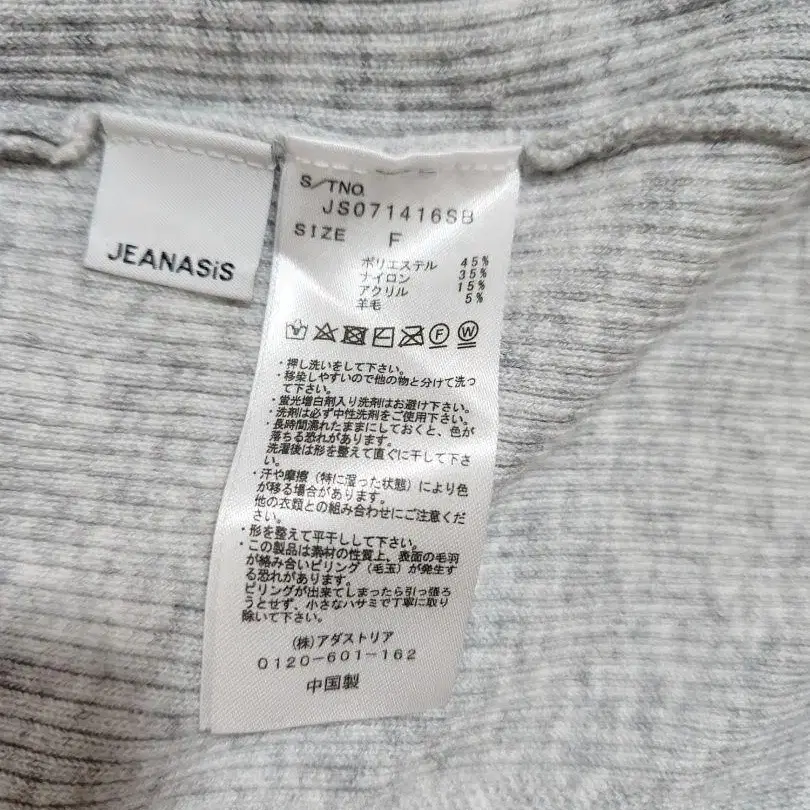 JEANASiS
S/TNO.
JS071416SB
SIZE F
ポリエステル 45%
ナイロン 35%
アクリル 15%
羊毛 5%
F W
・押し洗いをして下さい。
・移染しやすいので他の物と分けて洗っ
て下さい。
・蛍光増白剤入り洗剤はお避け下さい。
・洗剤は必ず中性洗剤をご使用下さい。
・長時間濡れたままにしておくと、色が
落ちる恐れがあります。
洗濯後は形を整えて直ぐに干して下さ
い。
・汗や摩擦（特に湿った状態）により色
が移る場合があります。
他の衣類との組み合わせにご注意くだ
さい。
・形を整えて平干しして下さい。
・この製品は素材の性質上、表面の毛羽
が絡み合いピリング（毛玉）が発生す
る恐れがあります。
ピリングが出来てしまったら引っ張ろ
うとせず、小さなハサミで丁寧に取り
除いて下さい。
(株)アダストリア
0120-601-162
中国製